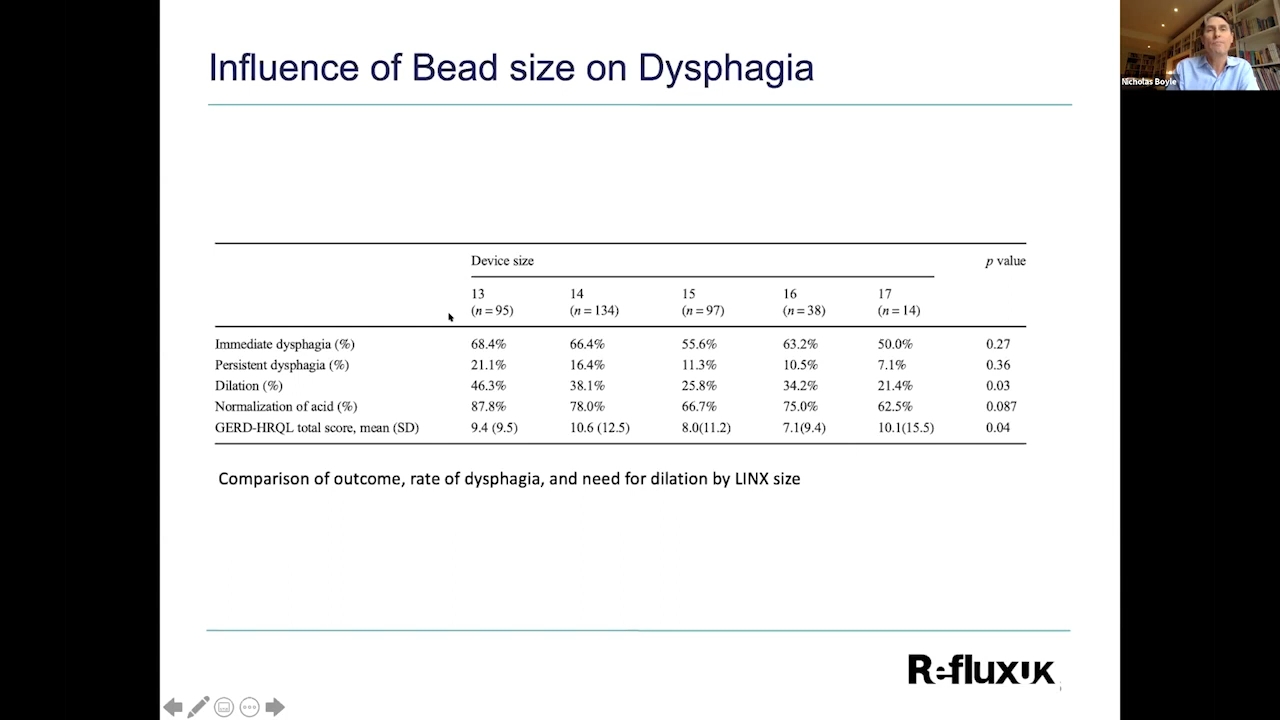 Influence of Bead size on Dysphagia
Nicholas Boyle
Device size p value
13 14 15 16 17
(n = 95) (n = 134) (n = 97) (n = 38) (n = 14)
Immediate dysphagia (%) 68.4% 66.4% 55.6% 63.2% 50.0% 0.27
Persistent dysphagia (%) 21.1% 16.4% 11.3% 10.5% 7.1% 0.36
Dilation (%) 46.3% 38.1% 25.8% 34.2% 21.4% 0.03
Normalization of acid (%) 87.8% 78.0% 66.7% 75.0% 62.5% 0.087
GERD-HRQL total score, mean (SD) 9.4 (9.5) 10.6 (12.5) 8.0(11.2) 7.1(9.4) 10.1(15.5) 0.04
Comparison of outcome, rate of dysphagia, and need for dilation by LINX size
RefluxUK